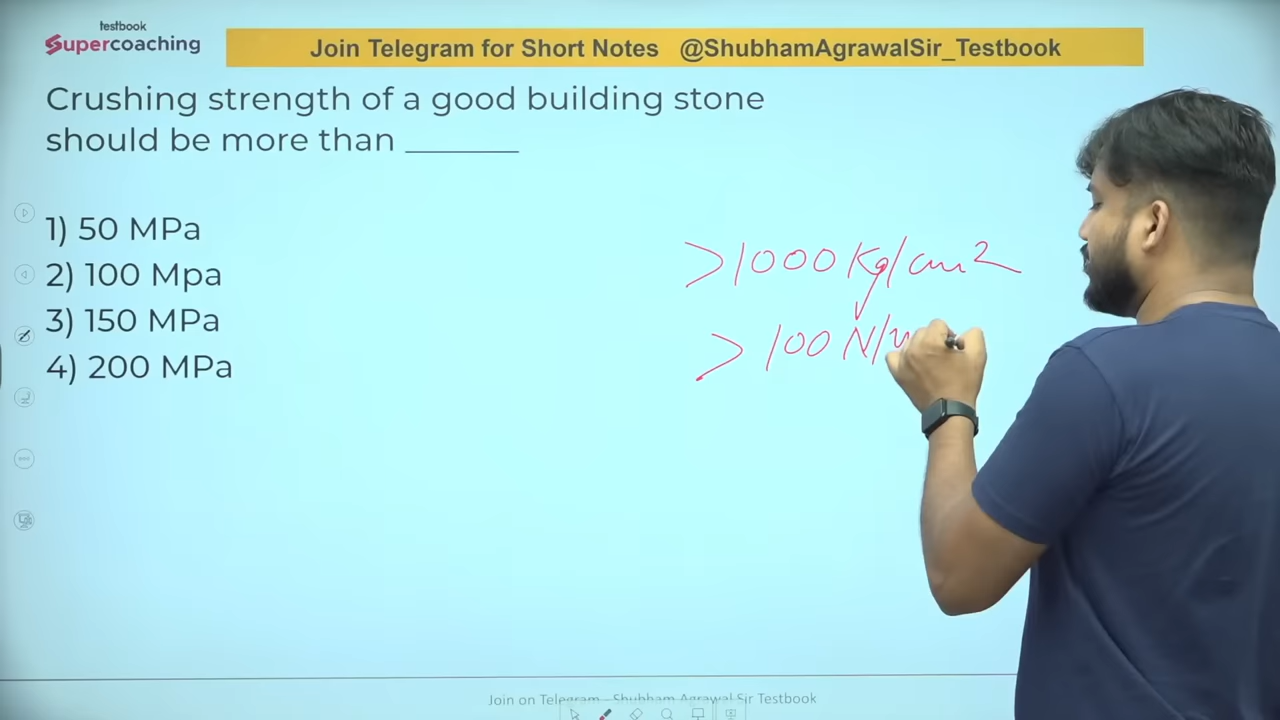 testbook
Supercoaching
Join Telegram for Short Notes @ShubhamAgrawalSir_Testbook
Crushing strength of a good building stone
should be more than _______
1) 50 MPa
2) 100 Mpa
3) 150 MPa
4) 200 MPa
>1000 Kg/cm2
> 100 N/
Join on Telegram - Shubham Agrawal Sir Testbook